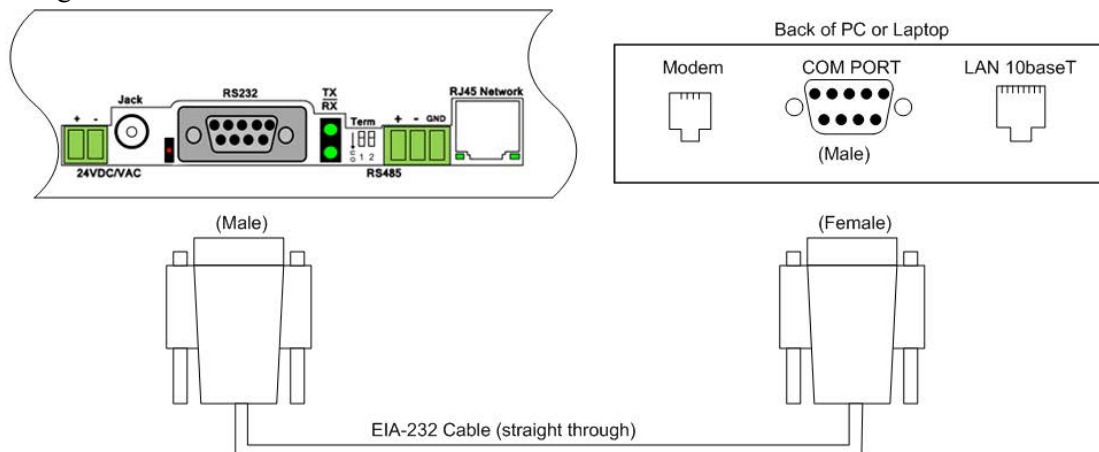 Back of PC or Laptop
Modem COM PORT LAN 10baseT
(Male)
Jack RS232 TX RX Term + - GND RJ45 Network
+ -
1 2
24VDC/VAC RS485
(Male) (Female)
EIA-232 Cable (straight through)